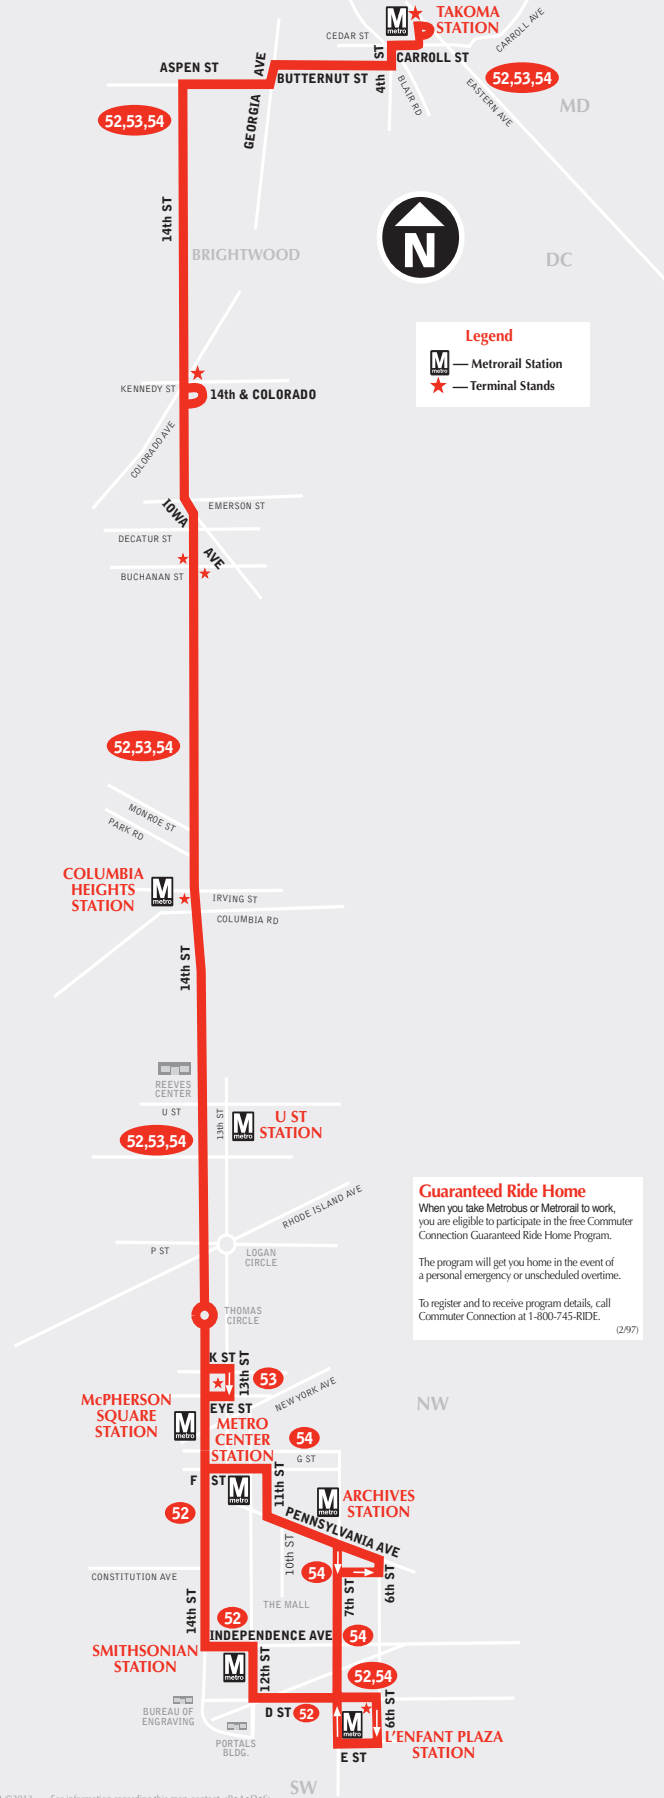 TAKOMA
STATION
M
metro
CEDAR ST
CARROLL AVE
CARROLL ST
4th ST
BUTTERNUT ST
ASPEN ST
GEORGIA AVE
BLAIR RD
EASTERN AVE
52,53,54
MD
52,53,54
14th ST
BRIGHTWOOD
N
DC
Legend
M
metro
— Metrorail Station
— Terminal Stands
KENNEDY ST
14th & COLORADO
COLORADO AVE
IOWA AVE
EMERSON ST
DECATUR ST
BUCHANAN ST
52,53,54
MONROE ST
PARK RD
COLUMBIA
HEIGHTS
STATION
M
metro
IRVING ST
COLUMBIA RD
14th ST
REEVES
CENTER
U ST
13th ST
M
metro
U ST
STATION
52,53,54
RHODE ISLAND AVE
P ST
LOGAN
CIRCLE
THOMAS
CIRCLE
Guaranteed Ride Home
When you take Metrobus or Metrorail to work,
you are eligible to participate in the free Commuter
Connection Guaranteed Ride Home Program.
The program will get you home in the event of
a personal emergency or unscheduled overtime.
To register and to receive program details, call
Commuter Connection at 1-800-745-RIDE.
(2/97)
K ST
13th ST
53
EYE ST
NEW YORK AVE
NW
McPHERSON
SQUARE
STATION
M
metro
METRO
CENTER
STATION
54
G ST
F ST
M
metro
11th ST
M
metro
ARCHIVES
STATION
52
PENNSYLVANIA AVE
10th ST
54
7th ST
6th ST
CONSTITUTION AVE
THE MALL
14th ST
52
INDEPENDENCE AVE
54
SMITHSONIAN
STATION
M
metro
12th ST
52,54
D ST
52
BUREAU OF
ENGRAVING
PORTALS
BLDG.
M
metro
6th ST
L'ENFANT PLAZA
STATION
E ST
SW